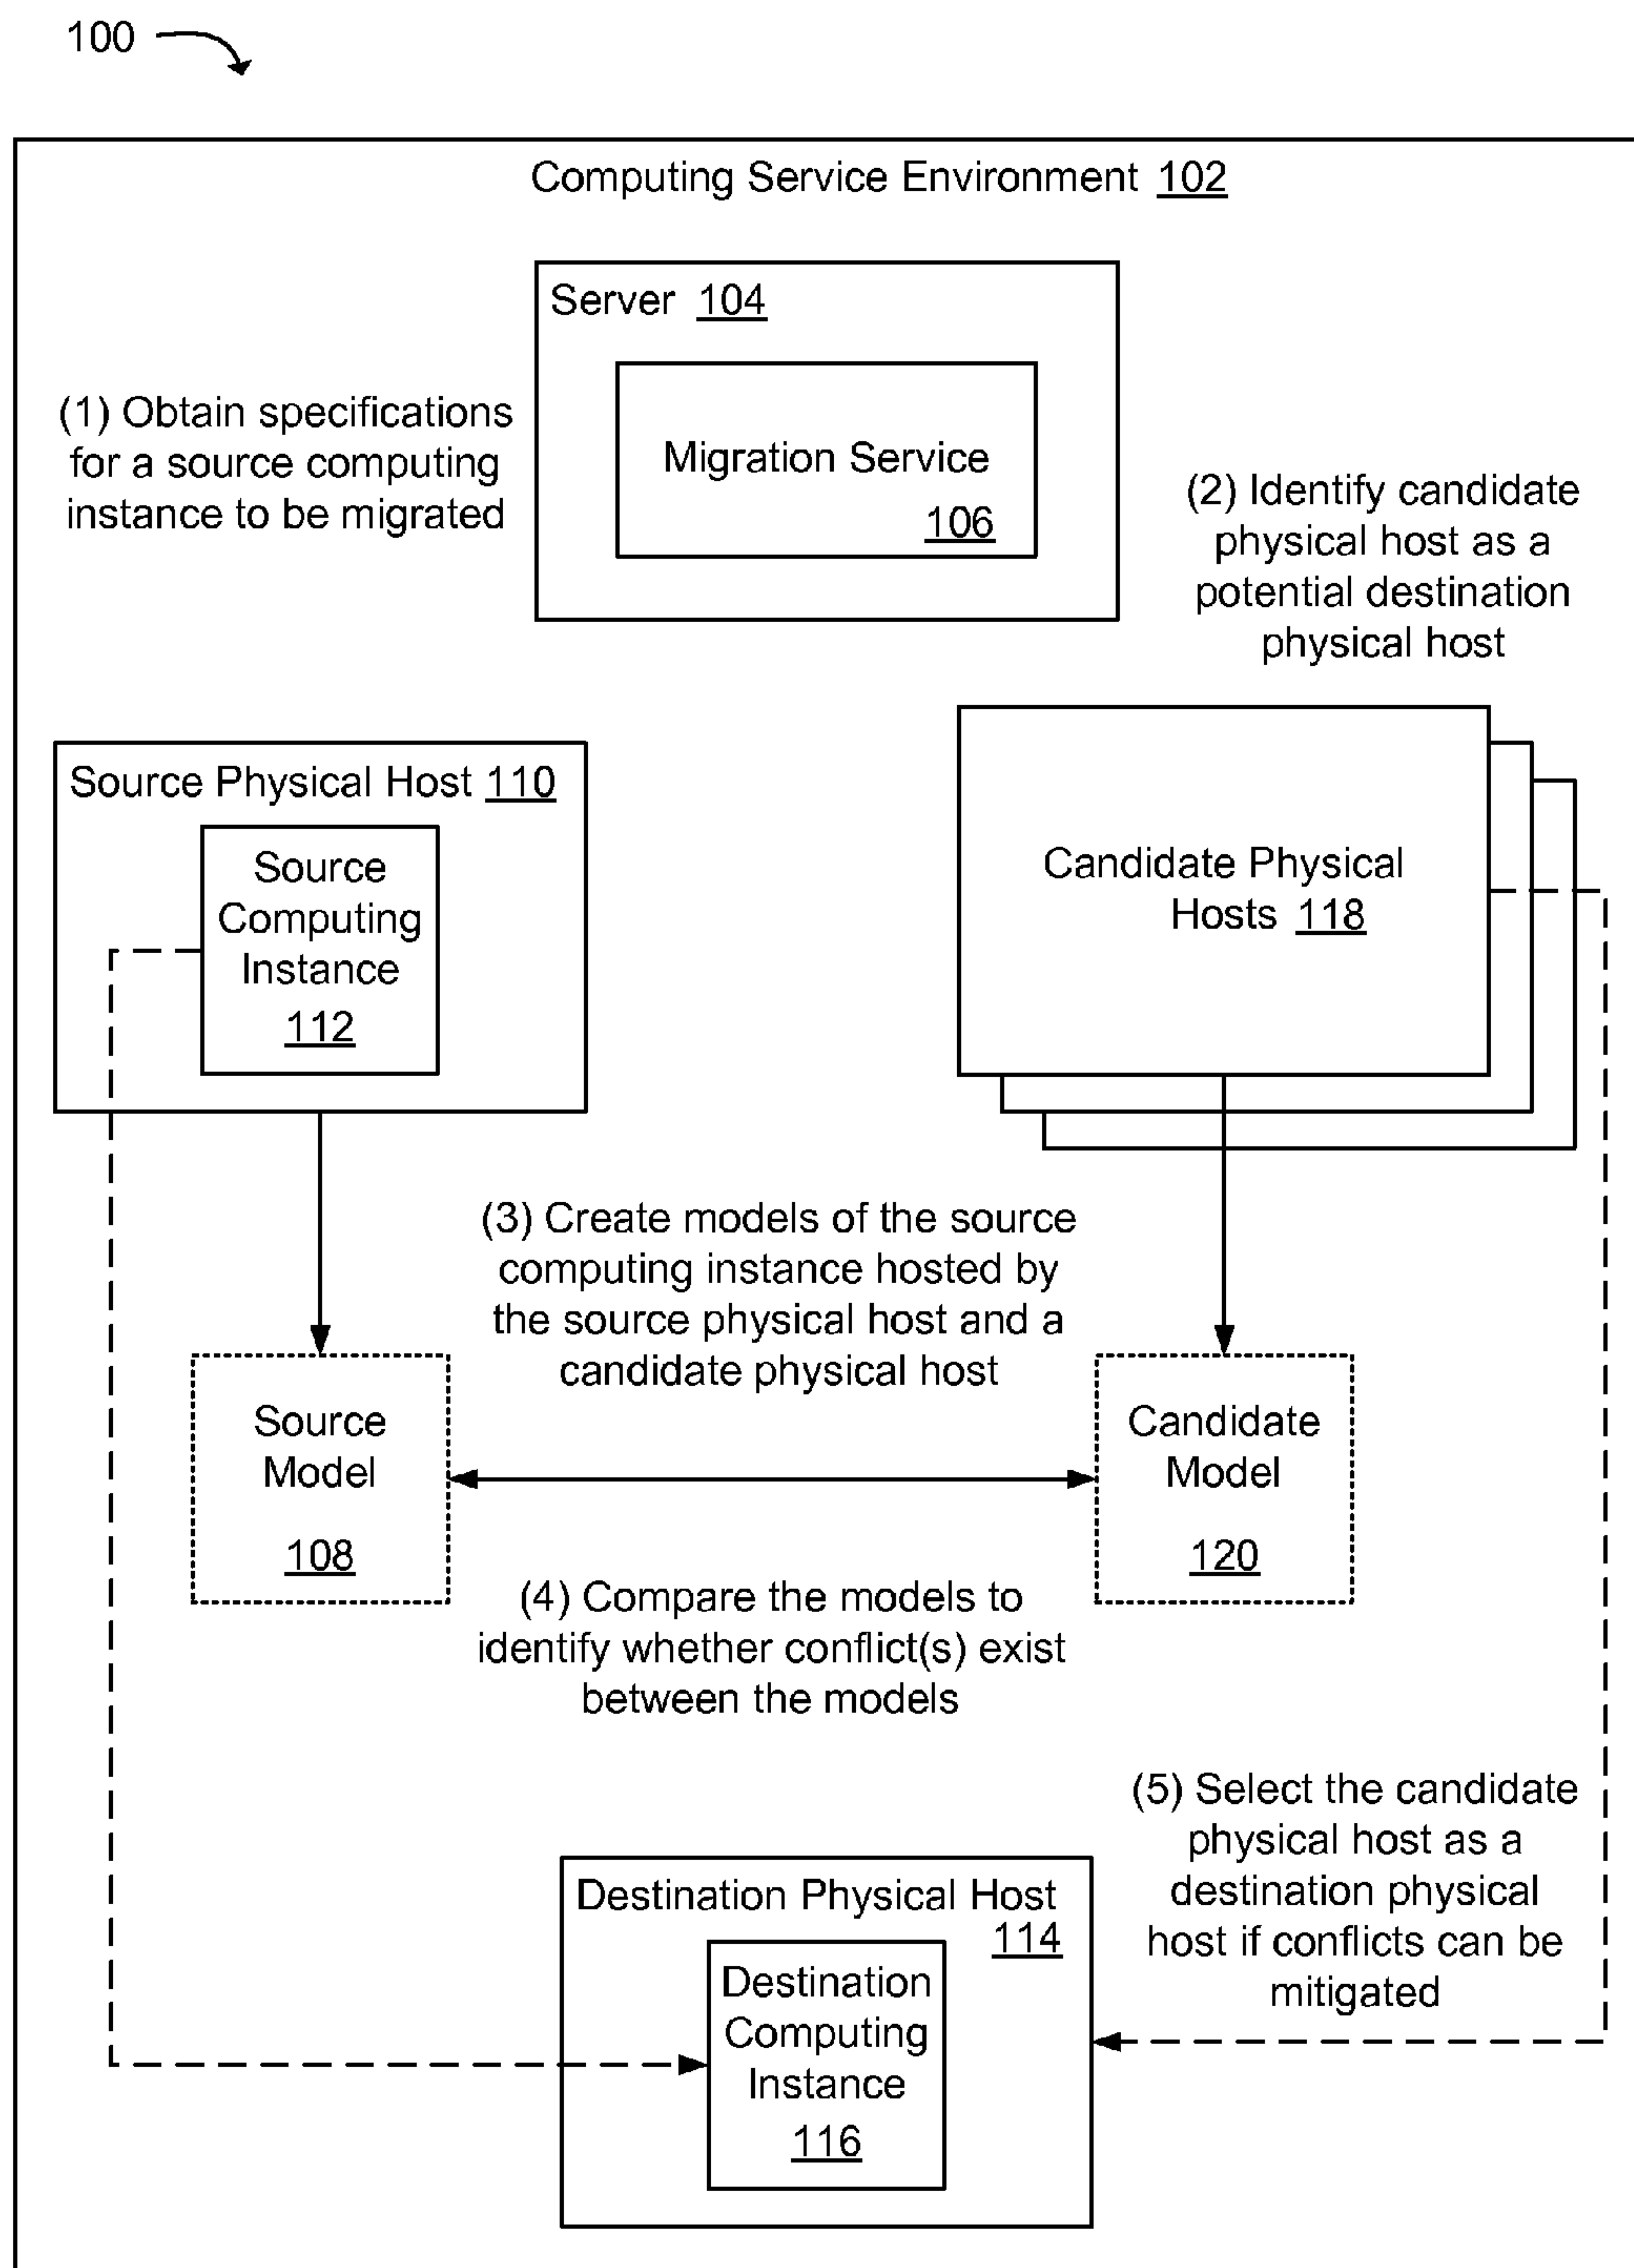 100
Computing Service Environment 102
Server 104
Migration Service
106
(1) Obtain specifications
for a source computing
instance to be migrated
(2) Identify candidate
physical host as a
potential destination
physical host
Source Physical Host 110
Source
Computing
Instance
112
Candidate Physical
Hosts 118
(3) Create models of the source
computing instance hosted by
the source physical host and a
candidate physical host
Source
Model
108
Candidate
Model
120
(4) Compare the models to
identify whether conflict(s) exist
between the models
(5) Select the candidate
physical host as a
destination physical
host if conflicts can be
mitigated
Destination Physical Host
114
Destination
Computing
Instance
116